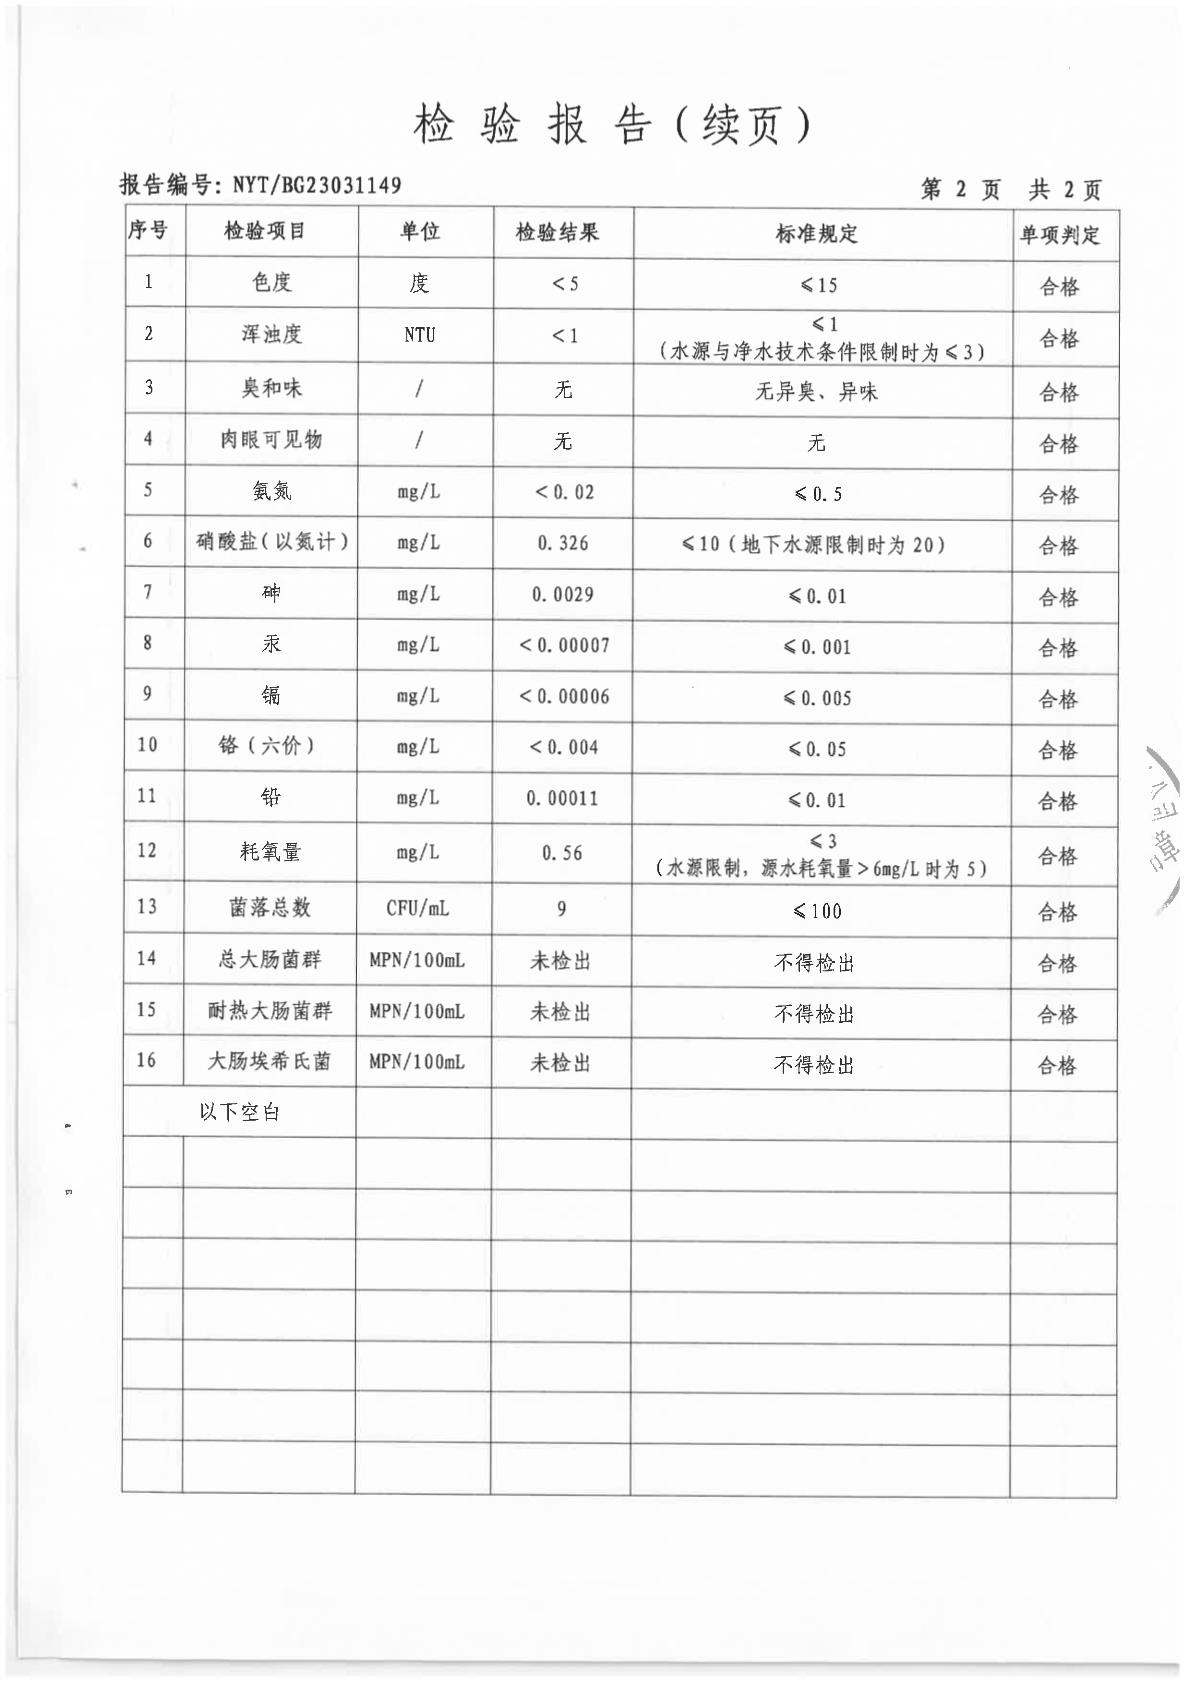 检验报告(续页)
报告编号: NYT/BG23031149 第 2 页 共 2 页
序号 检验项目 单位 检验结果 标准规定 单项判定
1 色度 度 <5 ≤15 合格
2 浑浊度 NTU <1 ≤1 合格
(水源与净水技术条件限制时为≤3)
3 臭和味 / 无 无异臭、异味 合格
4 肉眼可见物 / 无 无 合格
5 氨氮 mg/L <0.02 ≤0.5 合格
6 硝酸盐(以氮计) mg/L 0.326 ≤10(地下水源限制时为20) 合格
7 砷 mg/L 0.0029 ≤0.01 合格
8 汞 mg/L <0.00007 ≤0.001 合格
9 镉 mg/L <0.00006 ≤0.005 合格
10 铬(六价) mg/L <0.004 ≤0.05 合格
11 铅 mg/L 0.00011 ≤0.01 合格
12 耗氧量 mg/L 0.56 ≤3 合格
(水源限制, 源水耗氧量>6mg/L时为5)
13 菌落总数 CFU/mL 9 ≤100 合格
14 总大肠菌群 MPN/100mL 未检出 不得检出 合格
15 耐热大肠菌群 MPN/100mL 未检出 不得检出 合格
16 大肠埃希氏菌 MPN/100mL 未检出 不得检出 合格
以下空白